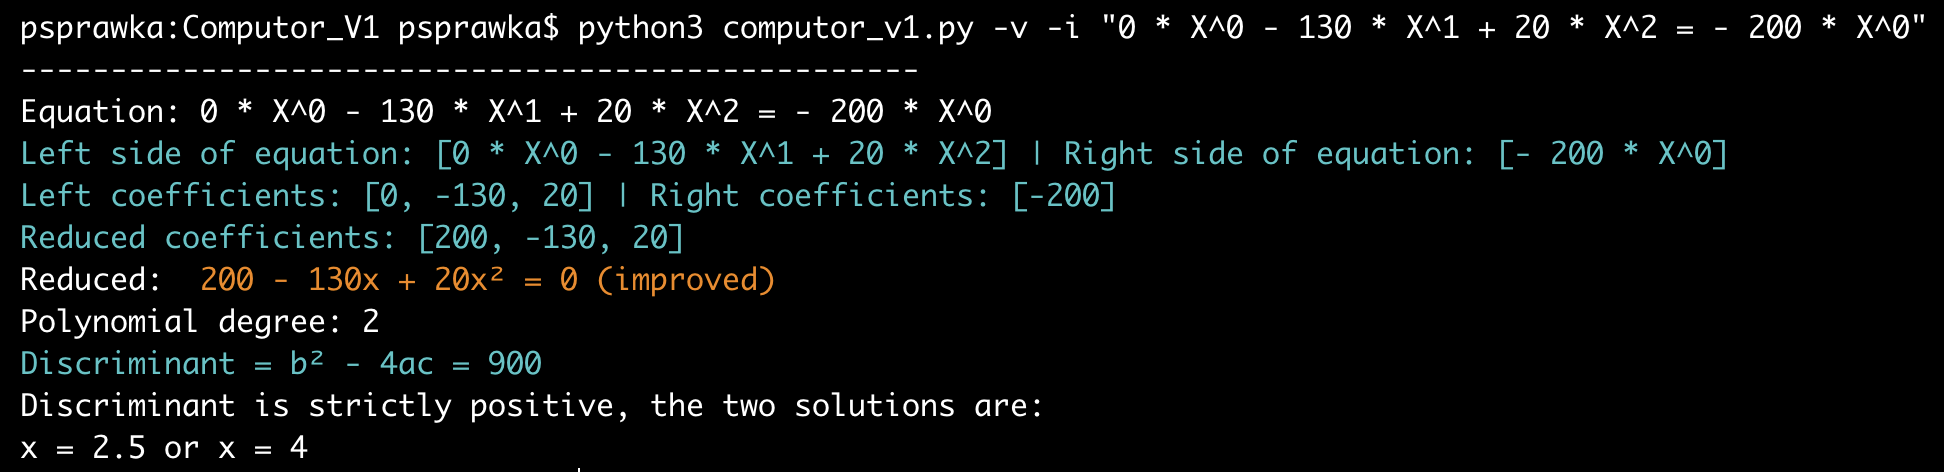 psprawka:Computor_V1 psprawka$ python3 computor_v1.py -v -i "0 * X^0 - 130 * X^1 + 20 * X^2 = - 200 * X^0"
--------------------------------------------------
Equation: 0 * X^0 - 130 * X^1 + 20 * X^2 = - 200 * X^0
Left side of equation: [0 * X^0 - 130 * X^1 + 20 * X^2] | Right side of equation: [- 200 * X^0]
Left coefficients: [0, -130, 20] | Right coefficients: [-200]
Reduced coefficients: [200, -130, 20]
Reduced:  200 - 130x + 20x² = 0 (improved)
Polynomial degree: 2
Discriminant = b² - 4ac = 900
Discriminant is strictly positive, the two solutions are:
x = 2.5 or x = 4